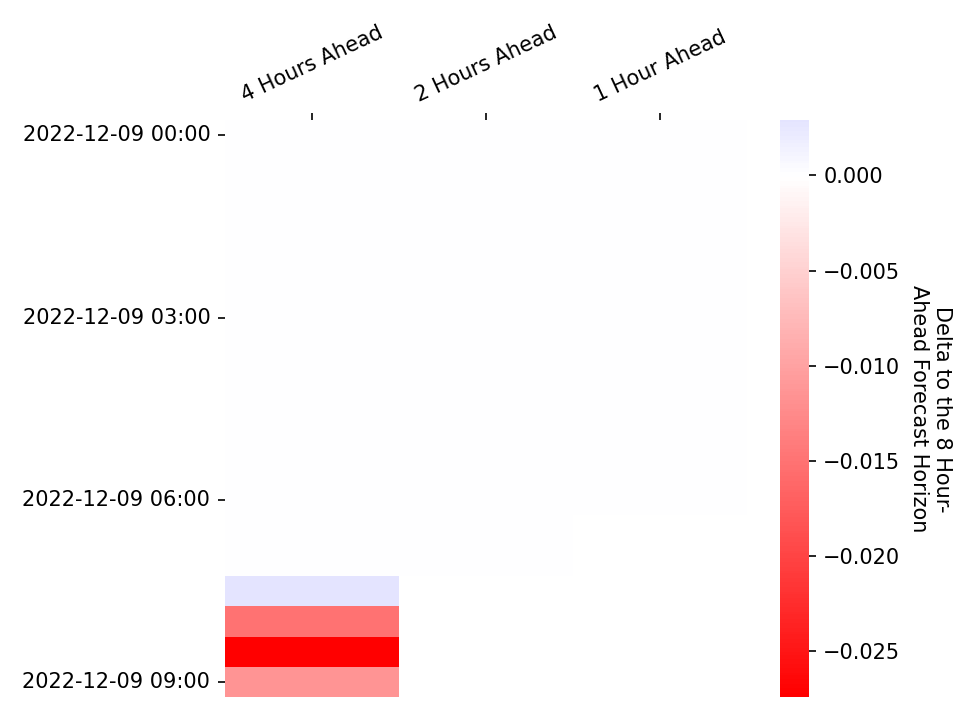 4 Hours Ahead
2 Hours Ahead
1 Hour Ahead
2022-12-09 00:00
2022-12-09 03:00
2022-12-09 06:00
2022-12-09 09:00
0.000
−0.005
−0.010
−0.015
−0.020
−0.025
Delta to the 8 Hour-
Ahead Forecast Horizon